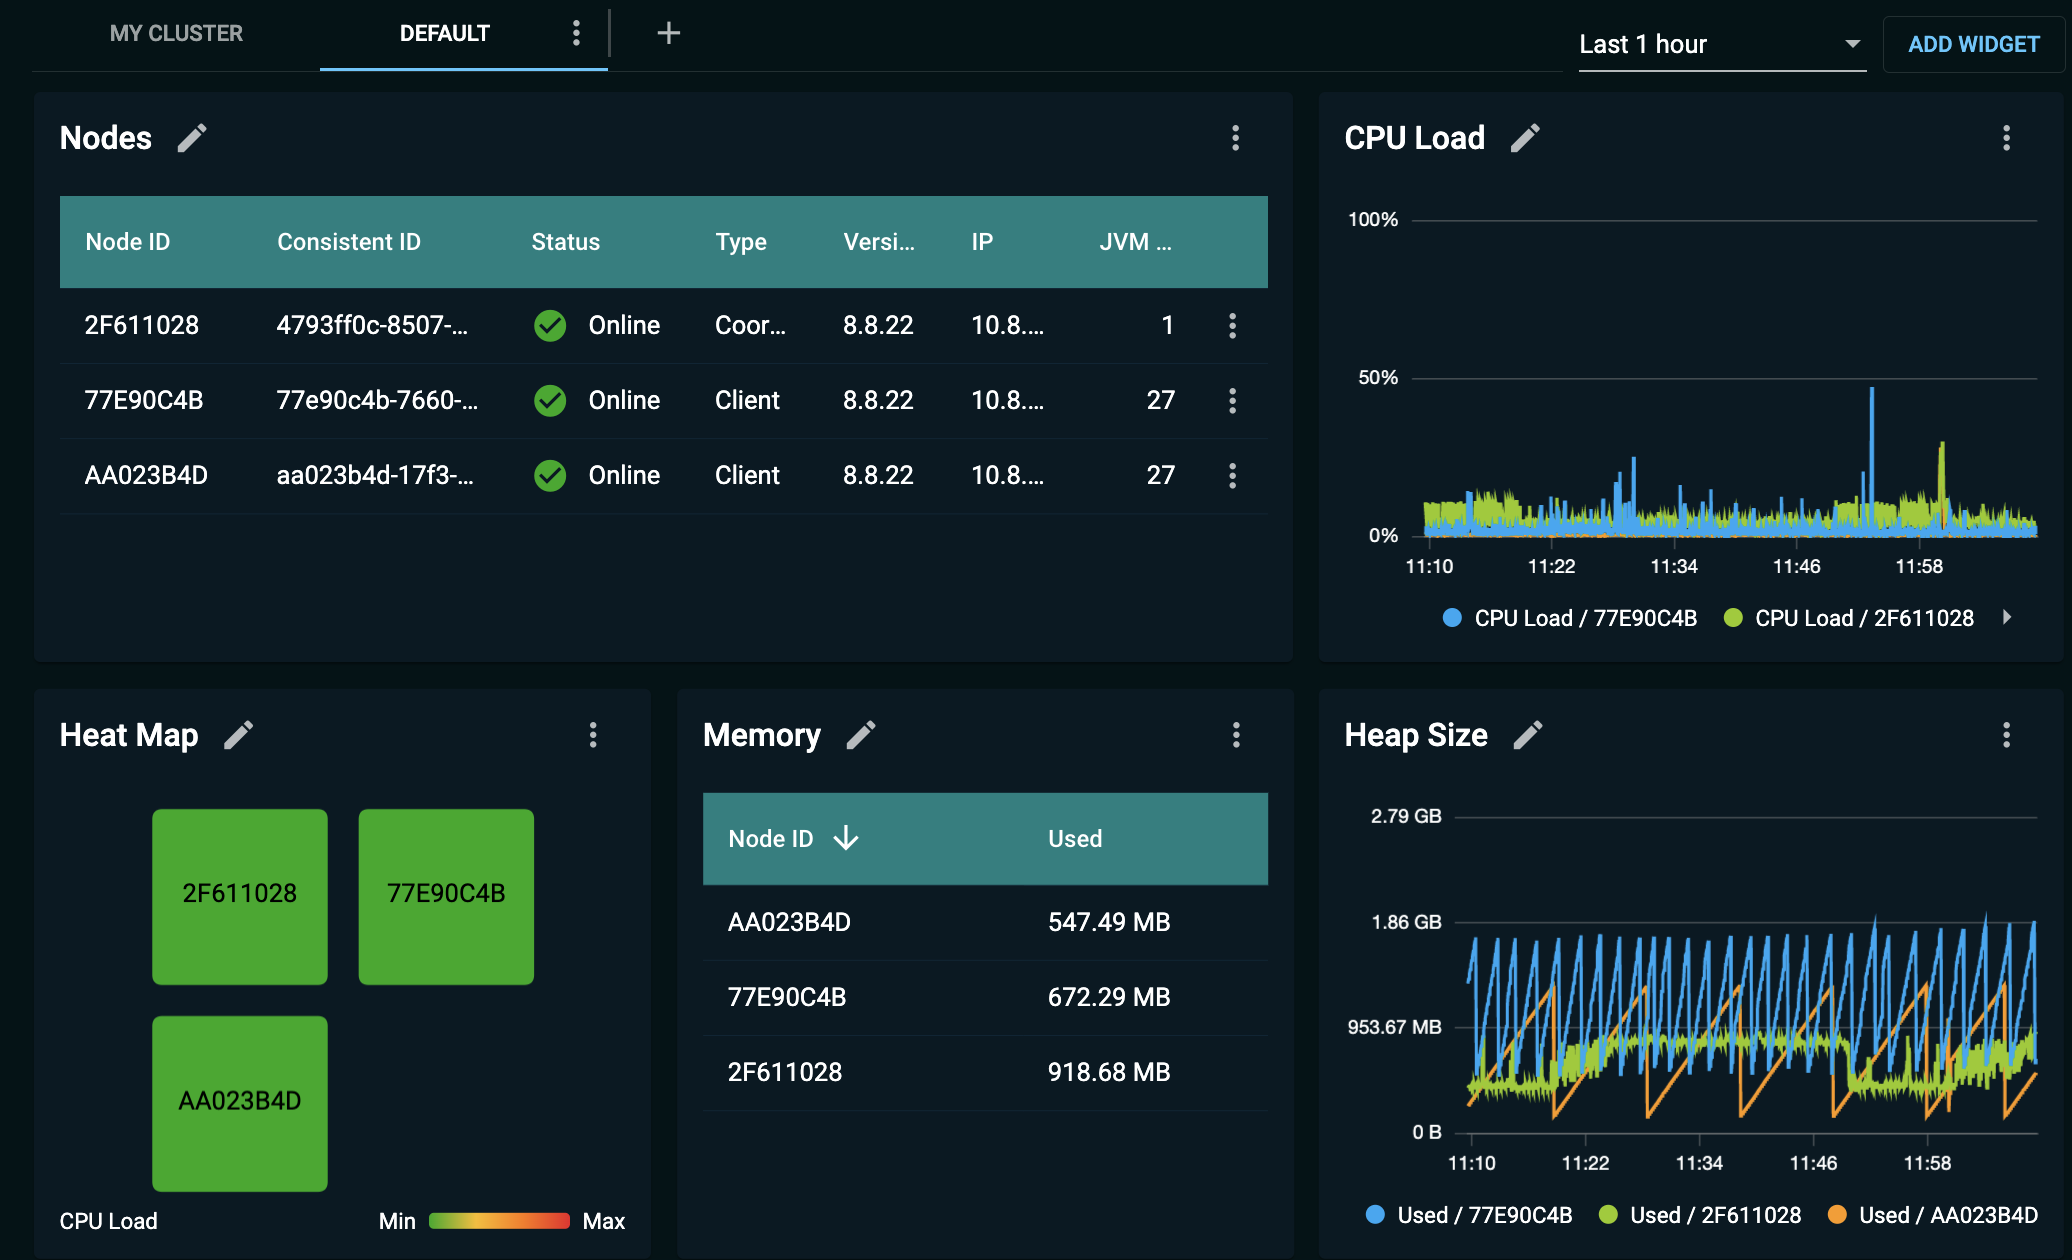 MY CLUSTER DEFAULT Last 1 hour ADD WIDGET
Nodes
Node ID Consistent ID Status Type Versi... IP JVM ...
2F611028 4793ff0c-8507-... Online Coor... 8.8.22 10.8.... 1
77E90C4B 77e90c4b-7660-... Online Client 8.8.22 10.8.... 27
AA023B4D aa023b4d-17f3-... Online Client 8.8.22 10.8.... 27
CPU Load
100%
50%
0%
11:10 11:22 11:34 11:46 11:58
CPU Load / 77E90C4B CPU Load / 2F611028
Heat Map
2F611028 77E90C4B
AA023B4D
CPU Load Min Max
Memory
Node ID Used
AA023B4D 547.49 MB
77E90C4B 672.29 MB
2F611028 918.68 MB
Heap Size
2.79 GB
1.86 GB
953.67 MB
0 B
11:10 11:22 11:34 11:46 11:58
Used / 77E90C4B Used / 2F611028 Used / AA023B4D